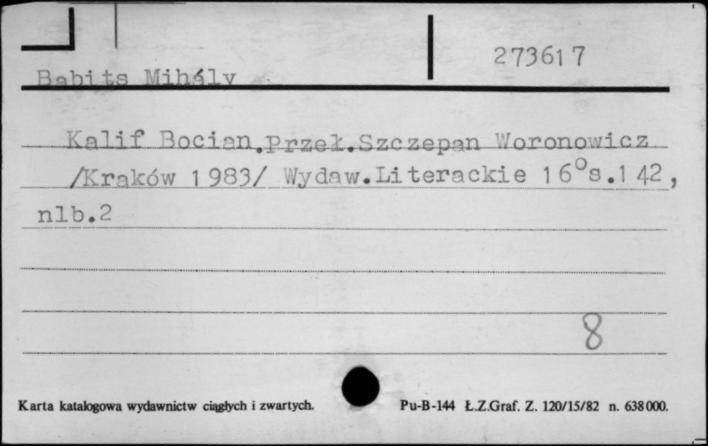 273617
Babits Mihály
Kalif Bocian.Przeł.Szczepan Woronowicz
/Kraków 1983/ Wydaw.Literackie 16°s.142,
nlb.2
8
Karta katalogowa wydawnictw ciągłych i zwartych. Pu-B-144 Ł.Z.Graf. Z. 120/15/82 n. 638000.